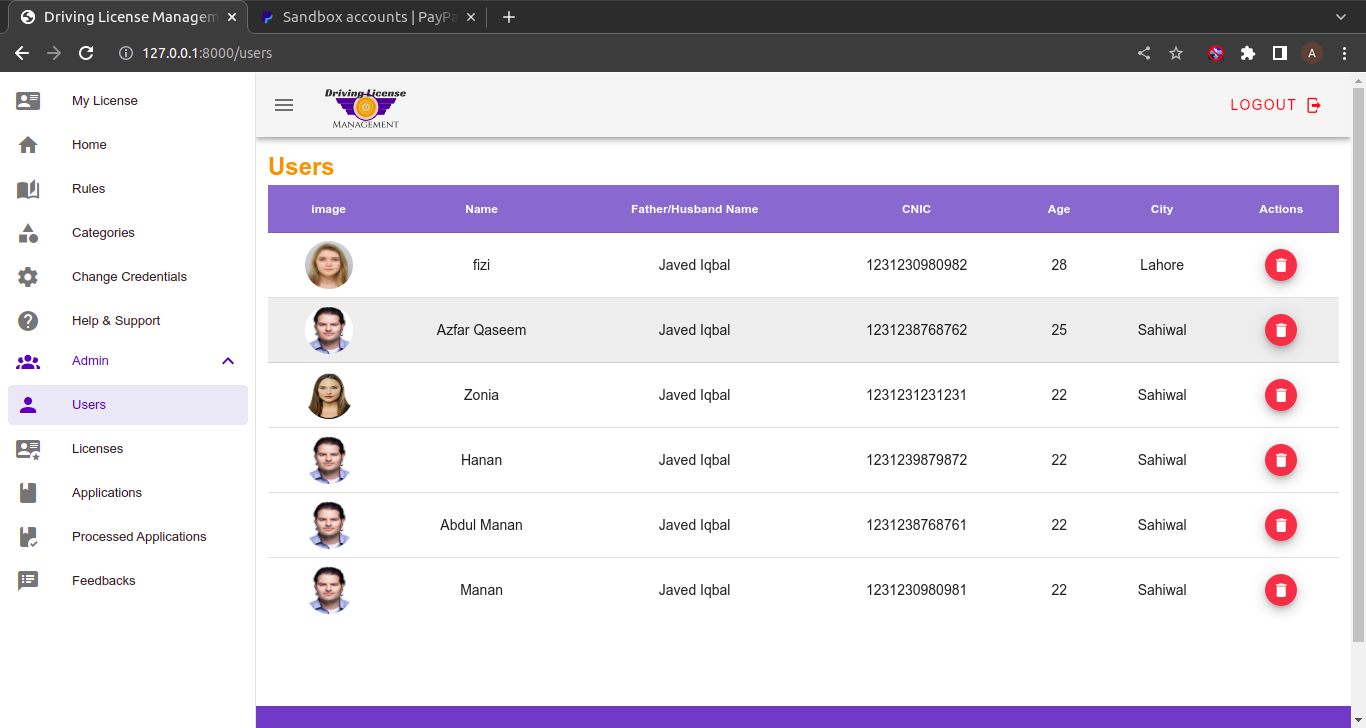 Driving License Managem
Sandbox accounts | PayPa
127.0.0.1:8000/users
A
My License
Home
Rules
Categories
Change Credentials
Help & Support
Admin
Users
Licenses
Applications
Processed Applications
Feedbacks
Driving License
Management
LOGOUT
Users
image Name Father/Husband Name CNIC Age City Actions
fizi Javed Iqbal 1231230980982 28 Lahore
Azfar Qaseem Javed Iqbal 1231238768762 25 Sahiwal
Zonia Javed Iqbal 1231231231231 22 Sahiwal
Hanan Javed Iqbal 1231239879872 22 Sahiwal
Abdul Manan Javed Iqbal 1231238768761 22 Sahiwal
Manan Javed Iqbal 1231230980981 22 Sahiwal